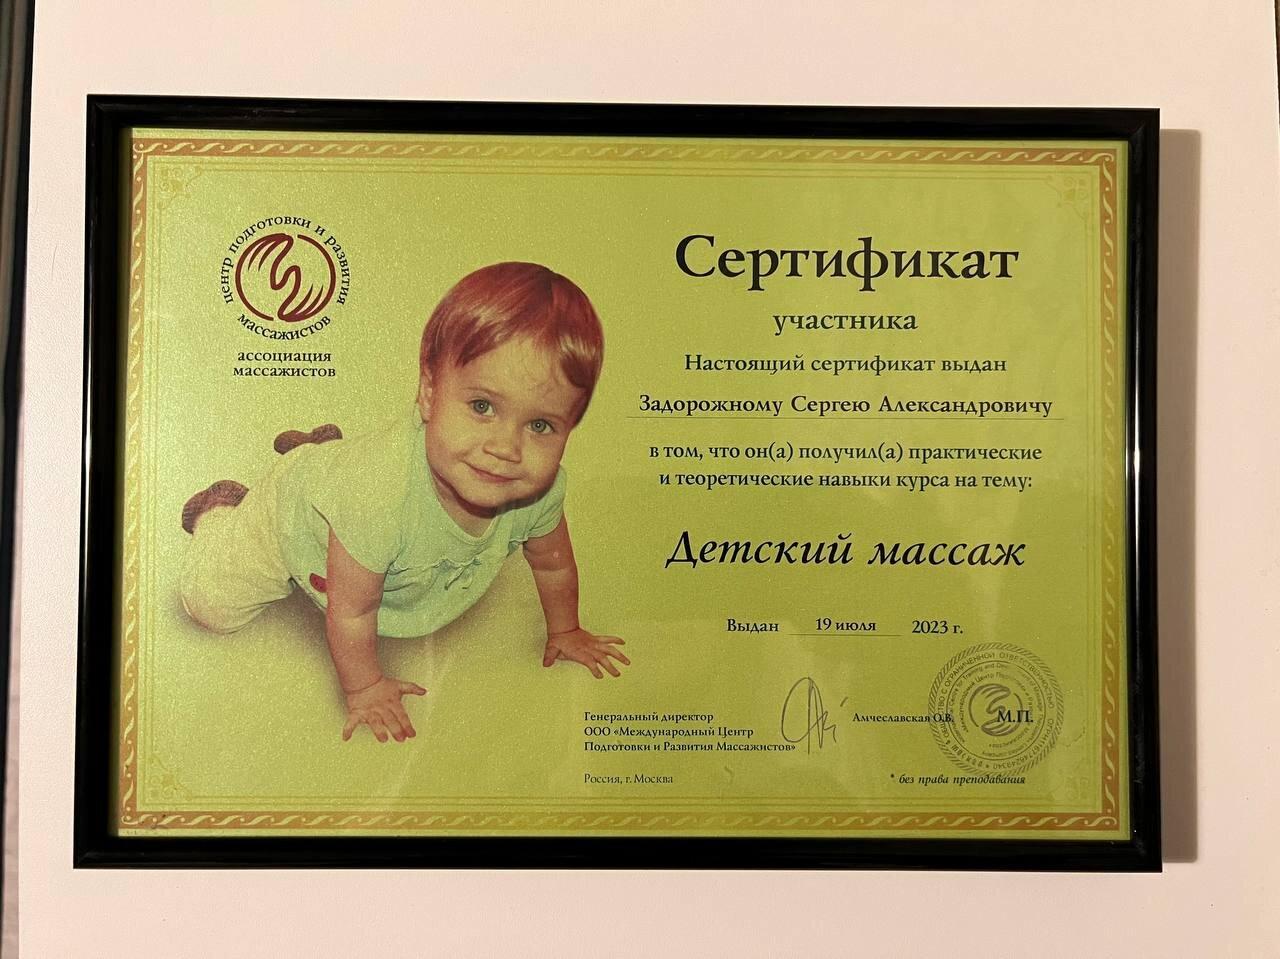 центр подготовки и развития
массажистов
ассоциация
массажистов
Сертификат
участника
Настоящий сертификат выдан
Задорожному Сергею Александровичу
в том, что он(а) получил(а) практические
и теоретические навыки курса на тему:
Детский массаж
Выдан 19 июля 2023 г.
Генеральный директор
ООО «Международный Центр
Подготовки и Развития Массажистов»
Амчеславская О.В.
М.П.
Россия, г. Москва
* без права преподавания